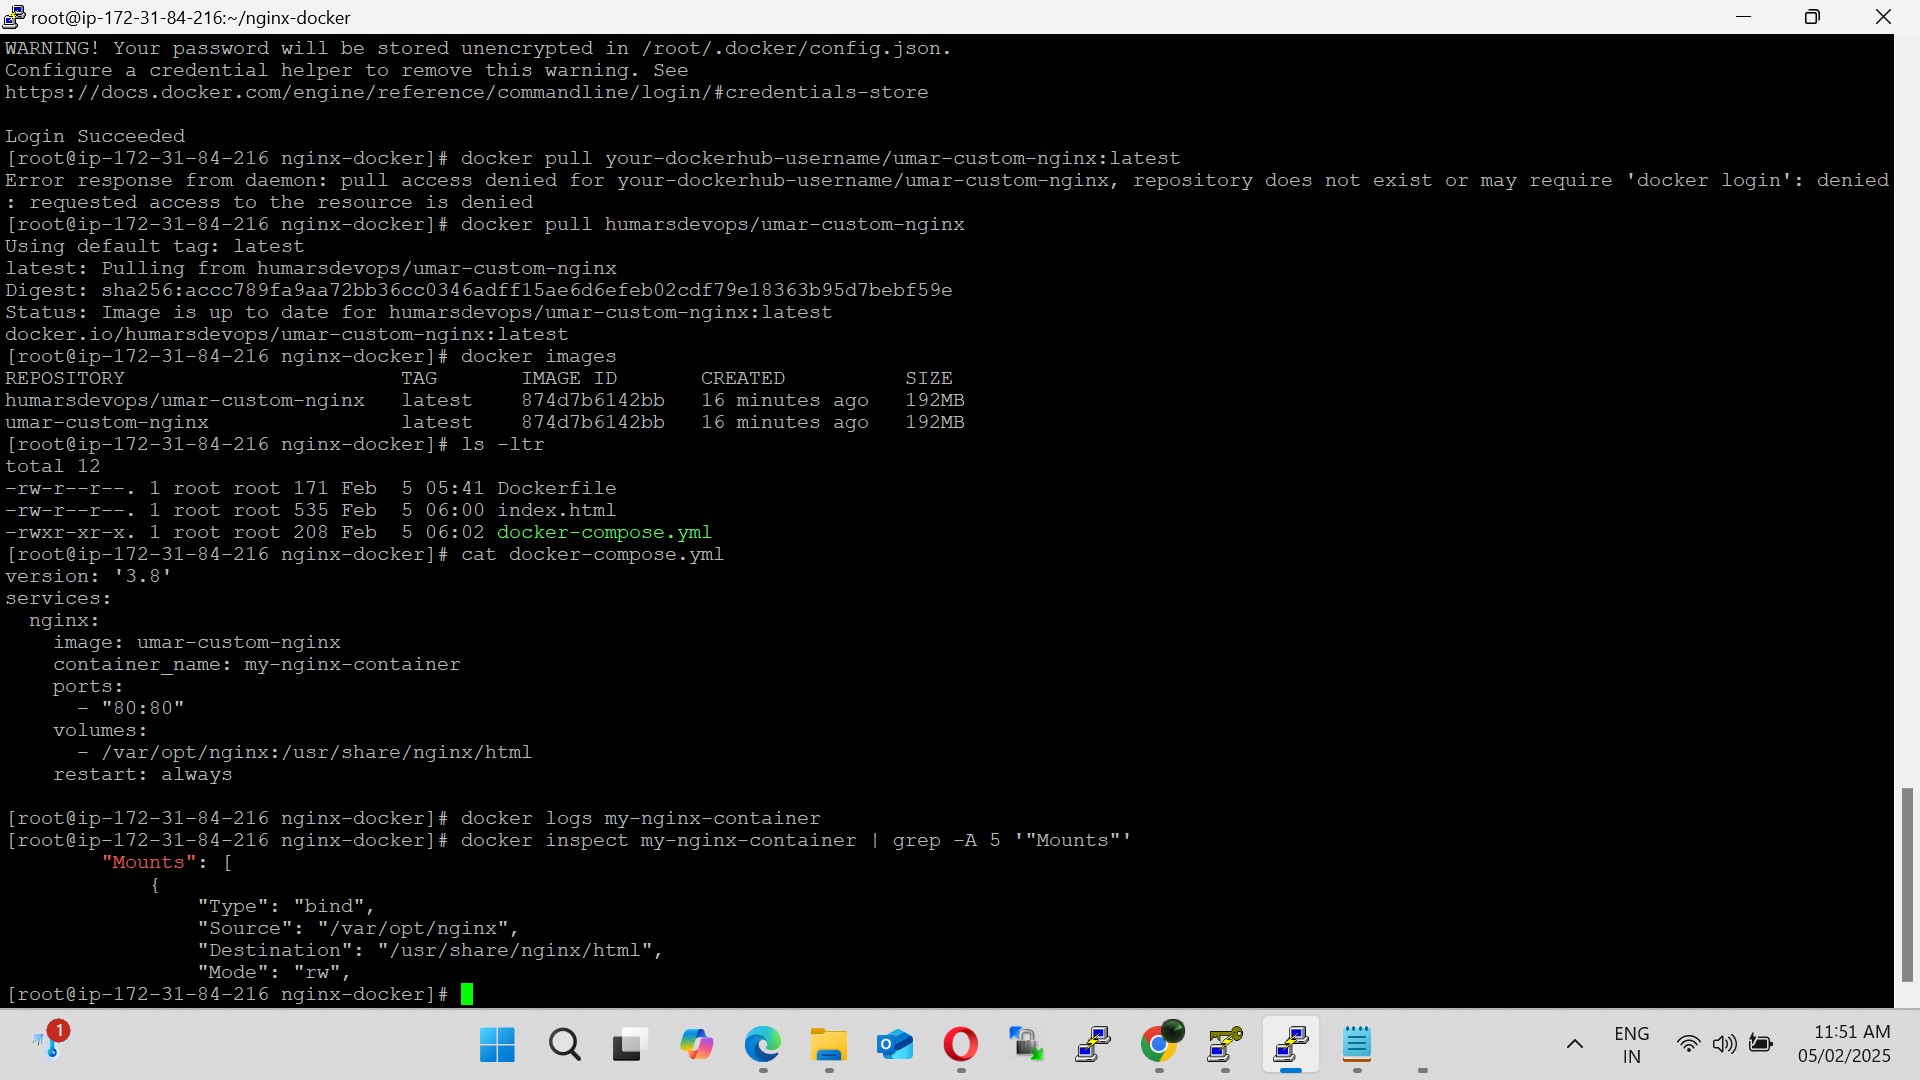 root@ip-172-31-84-216:~/nginx-docker
WARNING! Your password will be stored unencrypted in /root/.docker/config.json.
Configure a credential helper to remove this warning. See
https://docs.docker.com/engine/reference/commandline/login/#credentials-store
Login Succeeded
[root@ip-172-31-84-216 nginx-docker]# docker pull your-dockerhub-username/umar-custom-nginx:latest
Error response from daemon: pull access denied for your-dockerhub-username/umar-custom-nginx, repository does not exist or may require 'docker login': denied
: requested access to the resource is denied
[root@ip-172-31-84-216 nginx-docker]# docker pull humarsdevops/umar-custom-nginx
Using default tag: latest
latest: Pulling from humarsdevops/umar-custom-nginx
Digest: sha256:accc789fa9aa72bb36cc0346adff15ae6d6efeb02cdf79e18363b95d7bebf59e
Status: Image is up to date for humarsdevops/umar-custom-nginx:latest
docker.io/humarsdevops/umar-custom-nginx:latest
[root@ip-172-31-84-216 nginx-docker]# docker images
REPOSITORY                       TAG       IMAGE ID       CREATED          SIZE
humarsdevops/umar-custom-nginx   latest    874d7b6142bb   16 minutes ago   192MB
umar-custom-nginx                latest    874d7b6142bb   16 minutes ago   192MB
[root@ip-172-31-84-216 nginx-docker]# ls -ltr
total 12
-rw-r--r--. 1 root root 171 Feb  5 05:41 Dockerfile
-rw-r--r--. 1 root root 535 Feb  5 06:00 index.html
-rwxr-xr-x. 1 root root 208 Feb  5 06:02 docker-compose.yml
[root@ip-172-31-84-216 nginx-docker]# cat docker-compose.yml
version: '3.8'
services:
  nginx:
    image: umar-custom-nginx
    container_name: my-nginx-container
    ports:
      - "80:80"
    volumes:
      - /var/opt/nginx:/usr/share/nginx/html
    restart: always
[root@ip-172-31-84-216 nginx-docker]# docker logs my-nginx-container
[root@ip-172-31-84-216 nginx-docker]# docker inspect my-nginx-container | grep -A 5 '"Mounts"'
        "Mounts": [
            {
                "Type": "bind",
                "Source": "/var/opt/nginx",
                "Destination": "/usr/share/nginx/html",
                "Mode": "rw",
[root@ip-172-31-84-216 nginx-docker]#
1
ENG
IN
11:51 AM
05/02/2025